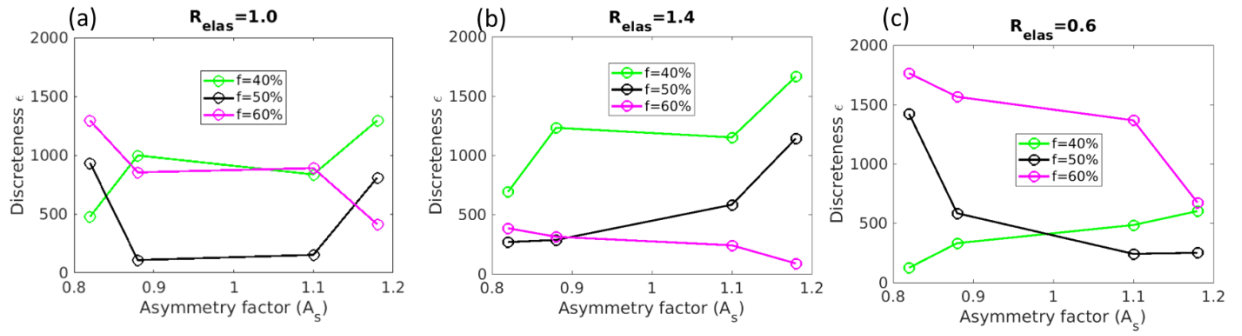 (a)
R_elas=1.0
2000
1500
1000
500
0
Discreteness ϵ
f=40%
f=50%
f=60%
0.8
0.9
1
1.1
1.2
Asymmetry factor (A_s)
(b)
R_elas=1.4
2000
1500
1000
500
0
Discreteness ϵ
f=40%
f=50%
f=60%
0.8
0.9
1
1.1
1.2
Asymmetry factor (A_s)
(c)
R_elas=0.6
2000
1500
1000
500
0
Discreteness ϵ
f=40%
f=50%
f=60%
0.8
0.9
1
1.1
1.2
Asymmetry factor (A_s)